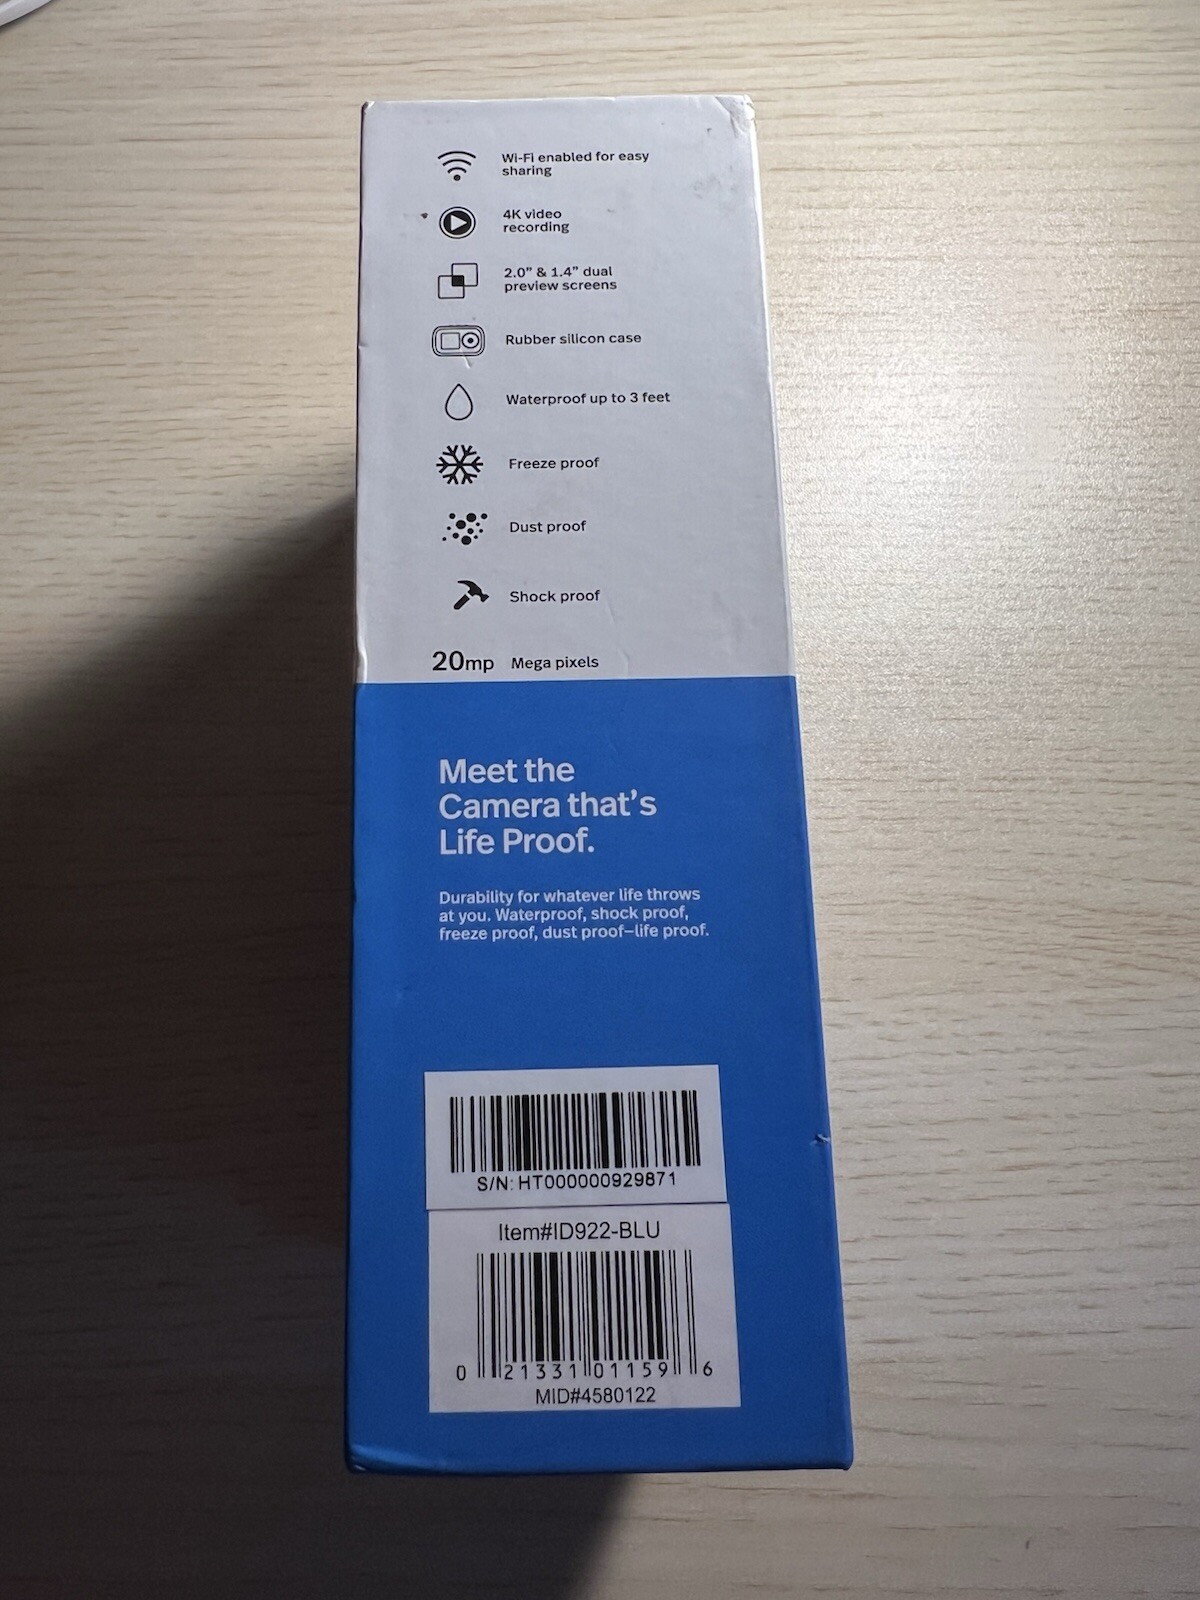 Wi-Fi enabled for easy
sharing
4K video
recording
2.0" & 1.4" dual
preview screens
Rubber silicon case
Waterproof up to 3 feet
Freeze proof
Dust proof
Shock proof
20mp Mega pixels
Meet the
Camera that's
Life Proof.
Durability for whatever life throws
at you. Waterproof, shock proof,
freeze proof, dust proof–life proof.
S/N: HT000000929871
Item#ID922-BLU
0 21331 01159 6
MID#4580122